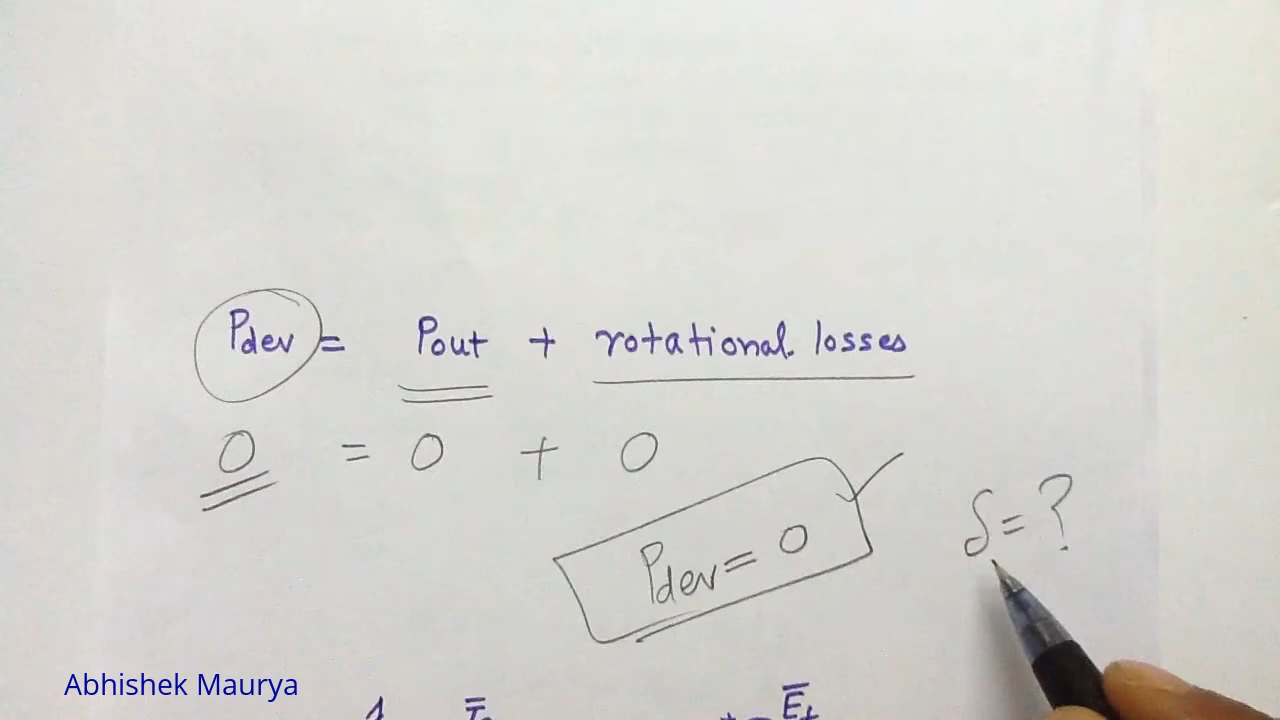 Pdev = Pout + rotational losses
0 = 0 + 0
Pdev = 0
δ = ?
Abhishek Maurya